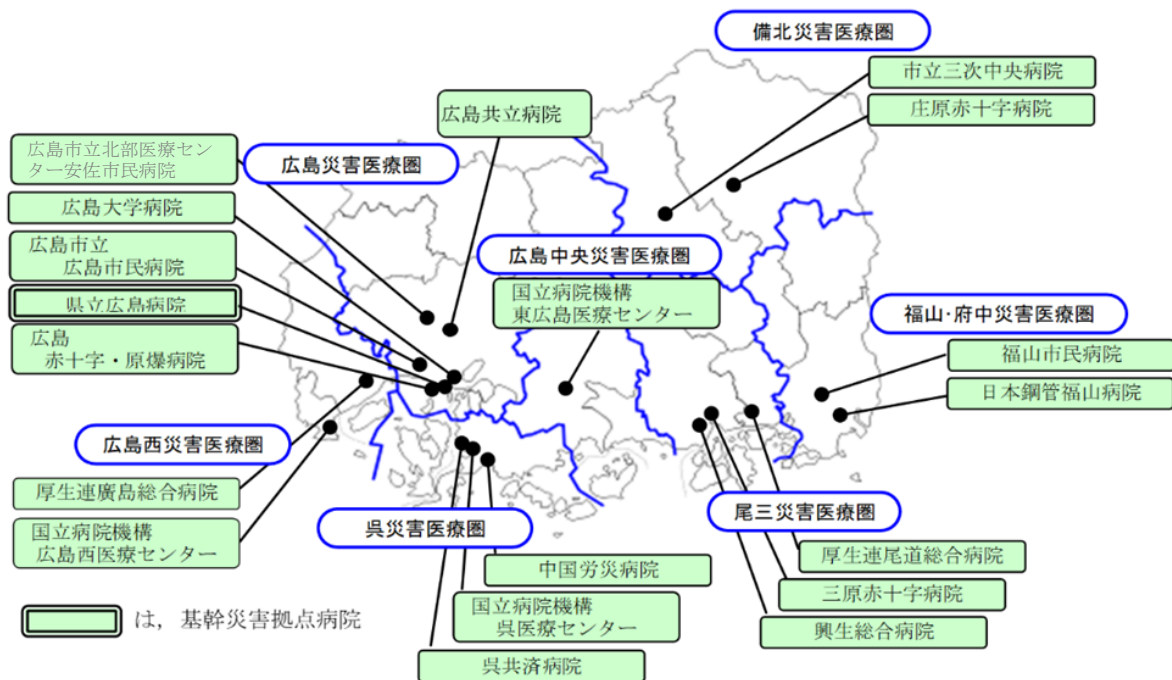 備北災害医療圏
市立三次中央病院
庄原赤十字病院
広島共立病院
広島市立北部医療セン
ター安佐市民病院
広島災害医療圏
広島大学病院
広島市立
広島市民病院
県立広島病院
広島
赤十字・原爆病院
広島中央災害医療圏
国立病院機構
東広島医療センター
福山・府中災害医療圏
福山市民病院
日本鋼管福山病院
広島西災害医療圏
厚生連廣島総合病院
国立病院機構
広島西医療センター
呉災害医療圏
中国労災病院
国立病院機構
呉医療センター
呉共済病院
尾三災害医療圏
厚生連尾道総合病院
三原赤十字病院
興生総合病院
は，基幹災害拠点病院